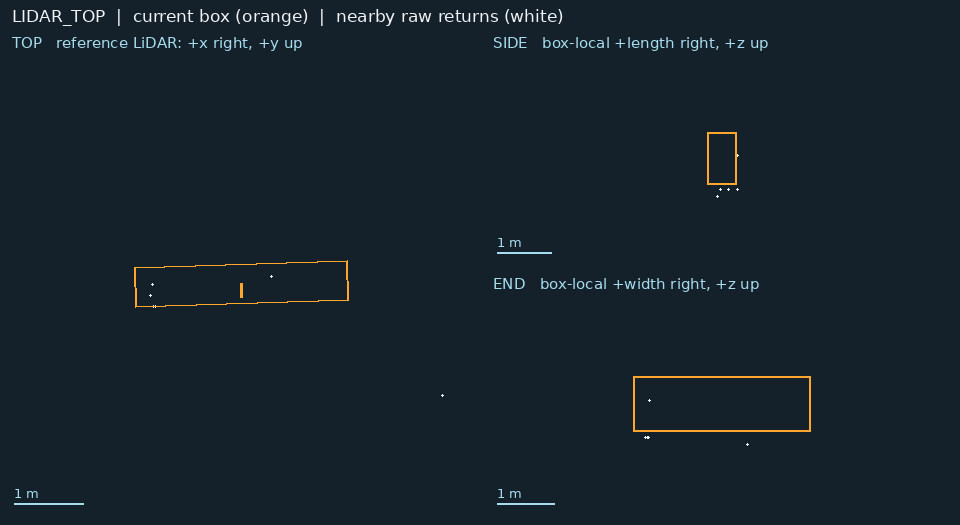 LIDAR_TOP | current box (orange) | nearby raw returns (white)
TOP reference LiDAR: +x right, +y up
SIDE box-local +length right, +z up
1 m
END box-local +width right, +z up
1 m
1 m